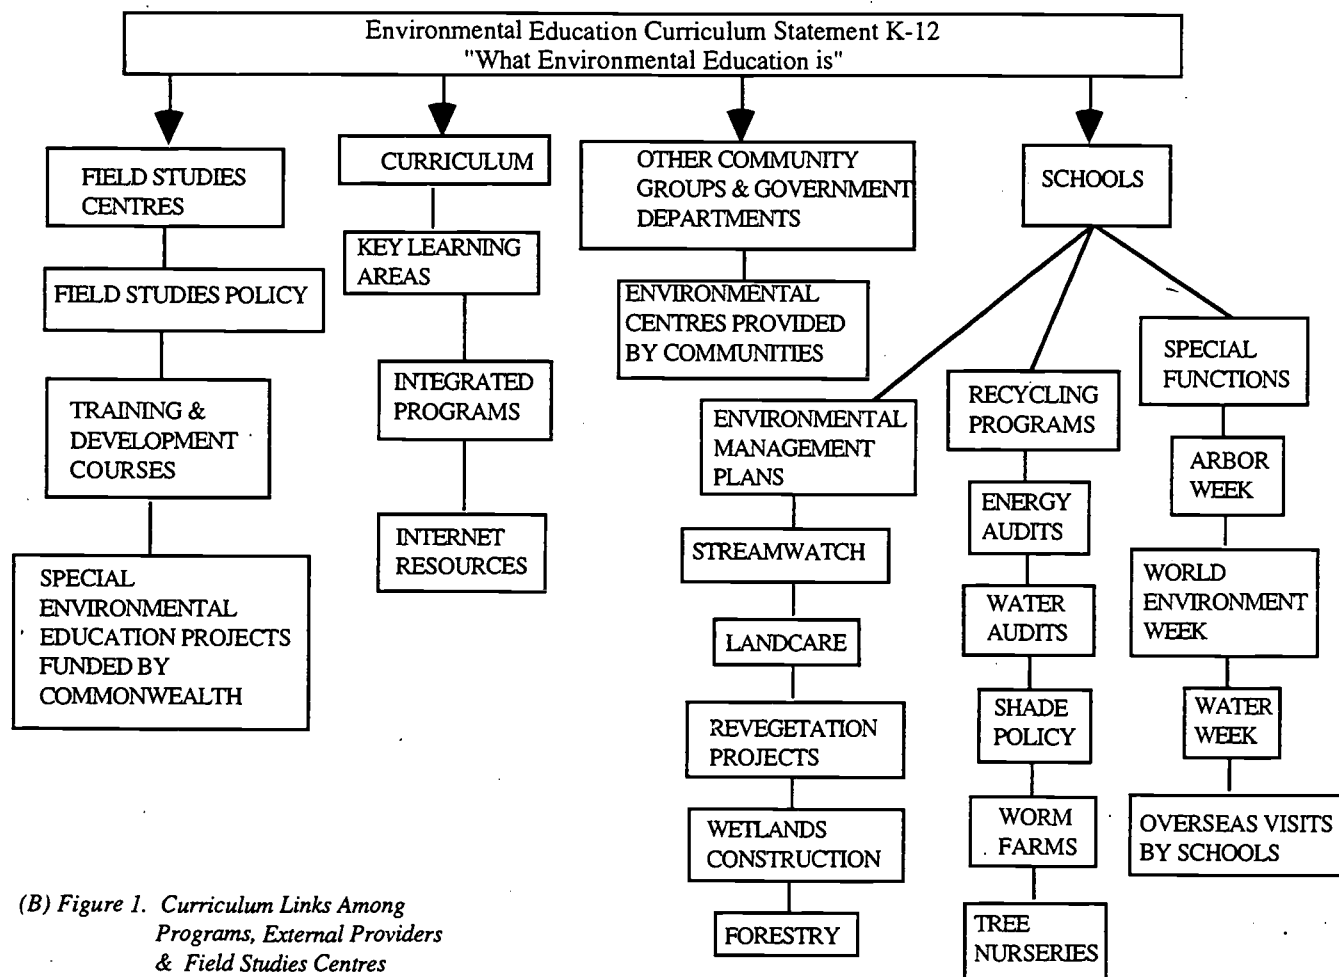 Environmental Education Curriculum Statement K-12
"What Environmental Education is"
FIELD STUDIES
CENTRES
FIELD STUDIES POLICY
TRAINING &
DEVELOPMENT
COURSES
SPECIAL
ENVIRONMENTAL
EDUCATION PROJECTS
FUNDED BY
COMMONWEALTH
CURRICULUM
KEY LEARNING
AREAS
INTEGRATED
PROGRAMS
INTERNET
RESOURCES
OTHER COMMUNITY
GROUPS & GOVERNMENT
DEPARTMENTS
ENVIRONMENTAL
CENTRES PROVIDED
BY COMMUNITIES
SCHOOLS
ENVIRONMENTAL
MANAGEMENT
PLANS
STREAMWATCH
LANDCARE
REVEGETATION
PROJECTS
WETLANDS
CONSTRUCTION
FORESTRY
RECYCLING
PROGRAMS
ENERGY
AUDITS
WATER
AUDITS
SHADE
POLICY
WORM
FARMS
TREE
NURSERIES
SPECIAL
FUNCTIONS
ARBOR
WEEK
WORLD
ENVIRONMENT
WEEK
WATER
WEEK
OVERSEAS VISITS
BY SCHOOLS
(B) Figure 1. Curriculum Links Among
Programs, External Providers
& Field Studies Centres